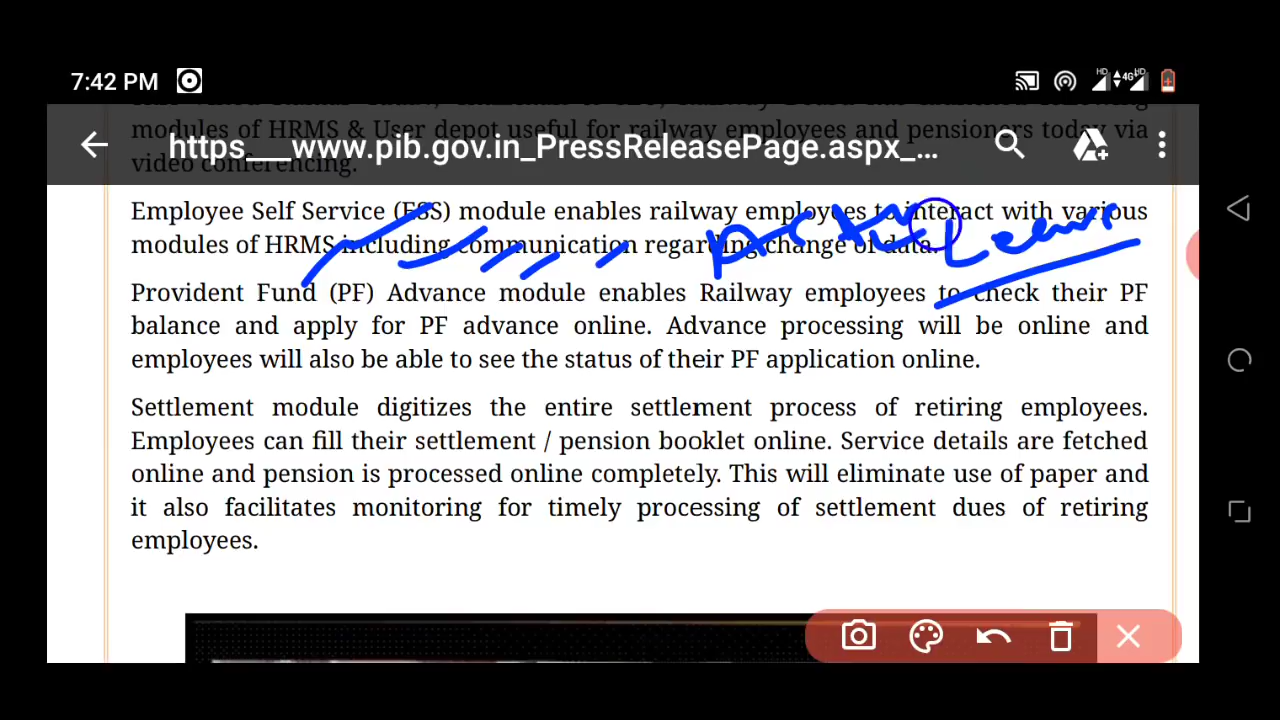 7:42 PM
HD 4G+ HD
modules of HRMS & User depot useful for railway employees and pensioners today via
https___www.pib.gov.in_PressReleasePage.aspx_...
video conferencing.
Employee Self Service (ESS) module enables railway employees to interact with various
modules of HRMS including communication regarding change of data.
Provident Fund (PF) Advance module enables Railway employees to check their PF
balance and apply for PF advance online. Advance processing will be online and
employees will also be able to see the status of their PF application online.
Settlement module digitizes the entire settlement process of retiring employees.
Employees can fill their settlement / pension booklet online. Service details are fetched
online and pension is processed online completely. This will eliminate use of paper and
it also facilitates monitoring for timely processing of settlement dues of retiring
employees.